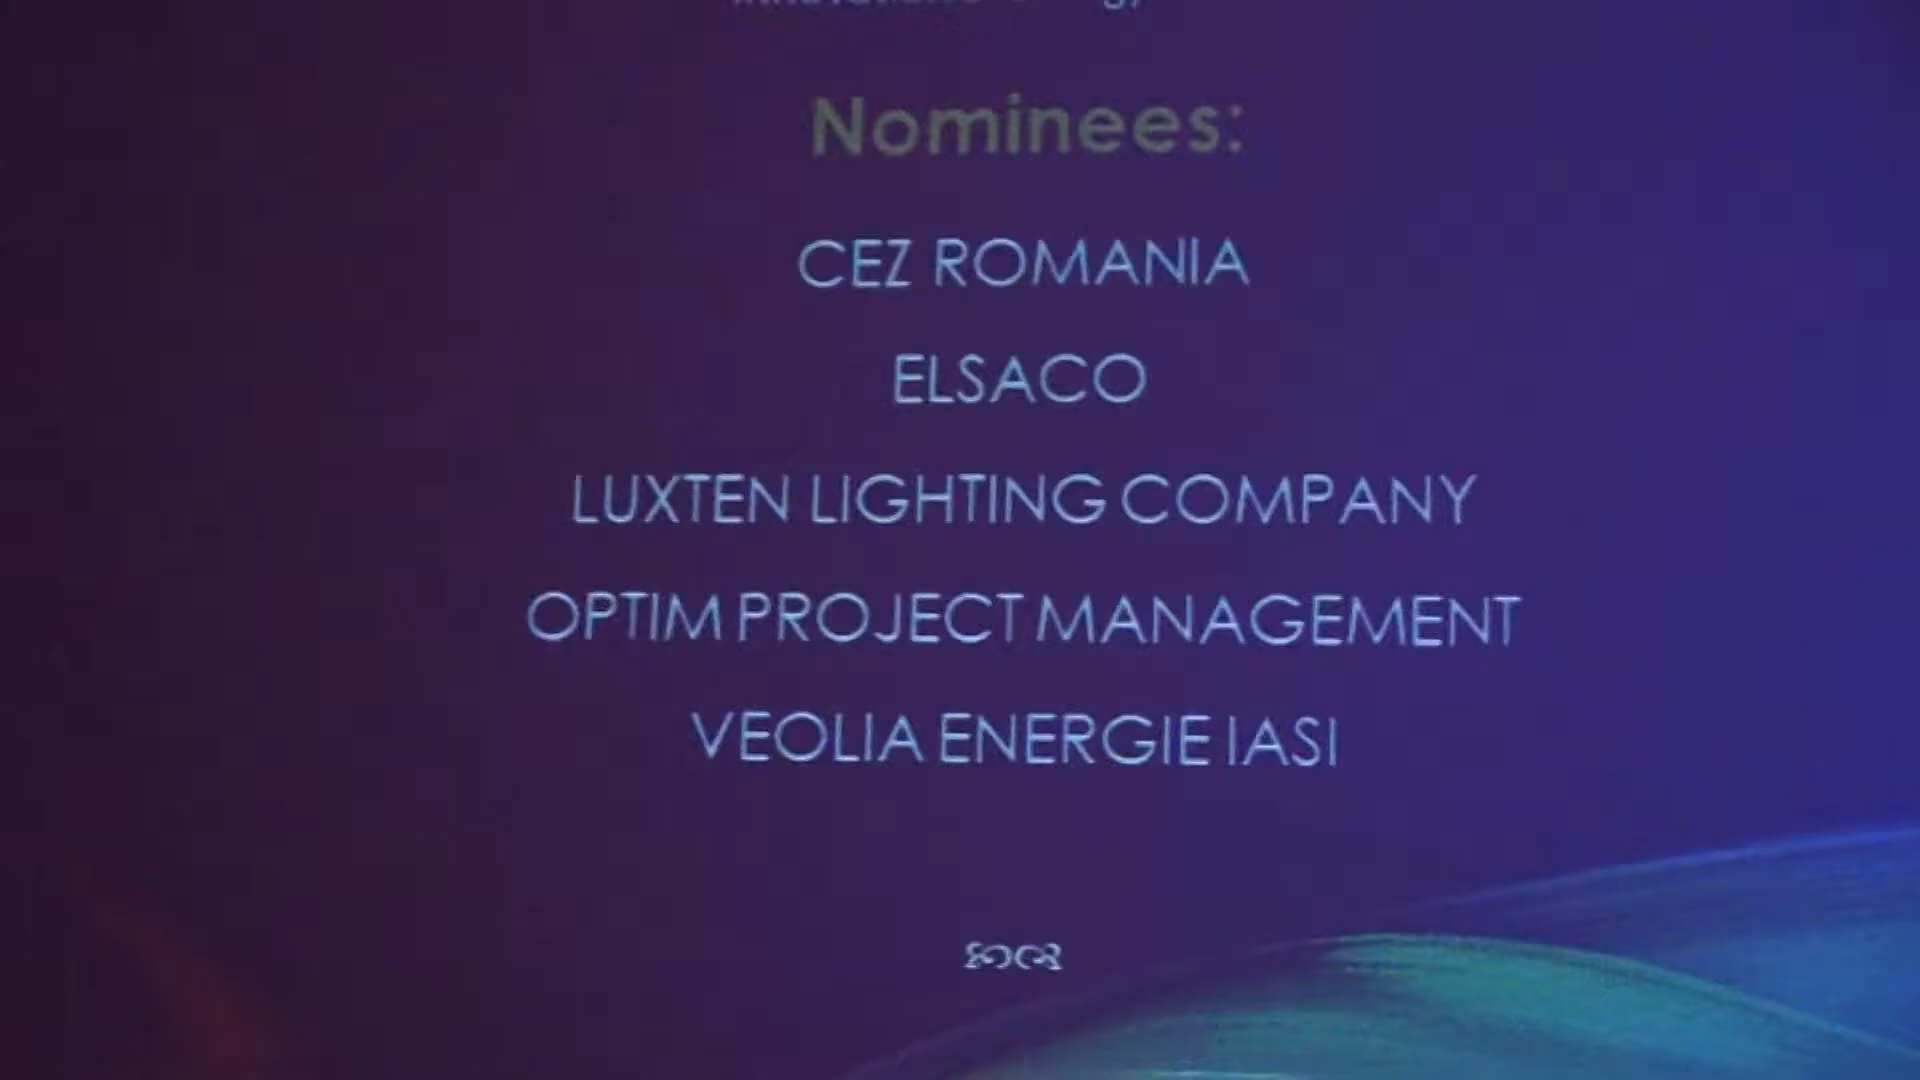 Nominees:
CEZ ROMANIA
ELSACO
LUXTEN LIGHTING COMPANY
OPTIM PROJECT MANAGEMENT
VEOLIA ENERGIE IASI